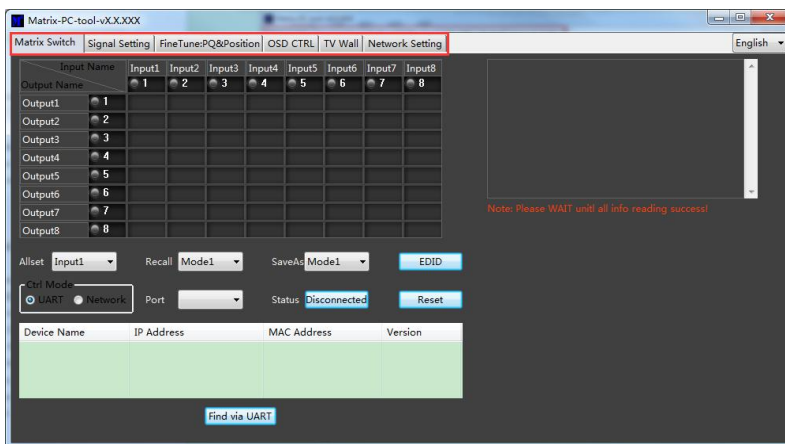 Matrix-PC-tool-vX.X.XXX
Matrix Switch Signal Setting FineTune:PQ&Position OSD CTRL TV Wall Network Setting English
Input Name Input1 Input2 Input3 Input4 Input5 Input6 Input7 Input8
Output Name 1 2 3 4 5 6 7 8
Output1 1
Output2 2
Output3 3
Output4 4
Output5 5
Output6 6
Output7 7
Output8 8
Note: Please WAIT unitl all info reading success!
Allset Input1 Recall Mode1 SaveAs Mode1 EDID
Ctrl Mode
UART Network Port Status Disconnected Reset
Device Name IP Address MAC Address Version
Find via UART